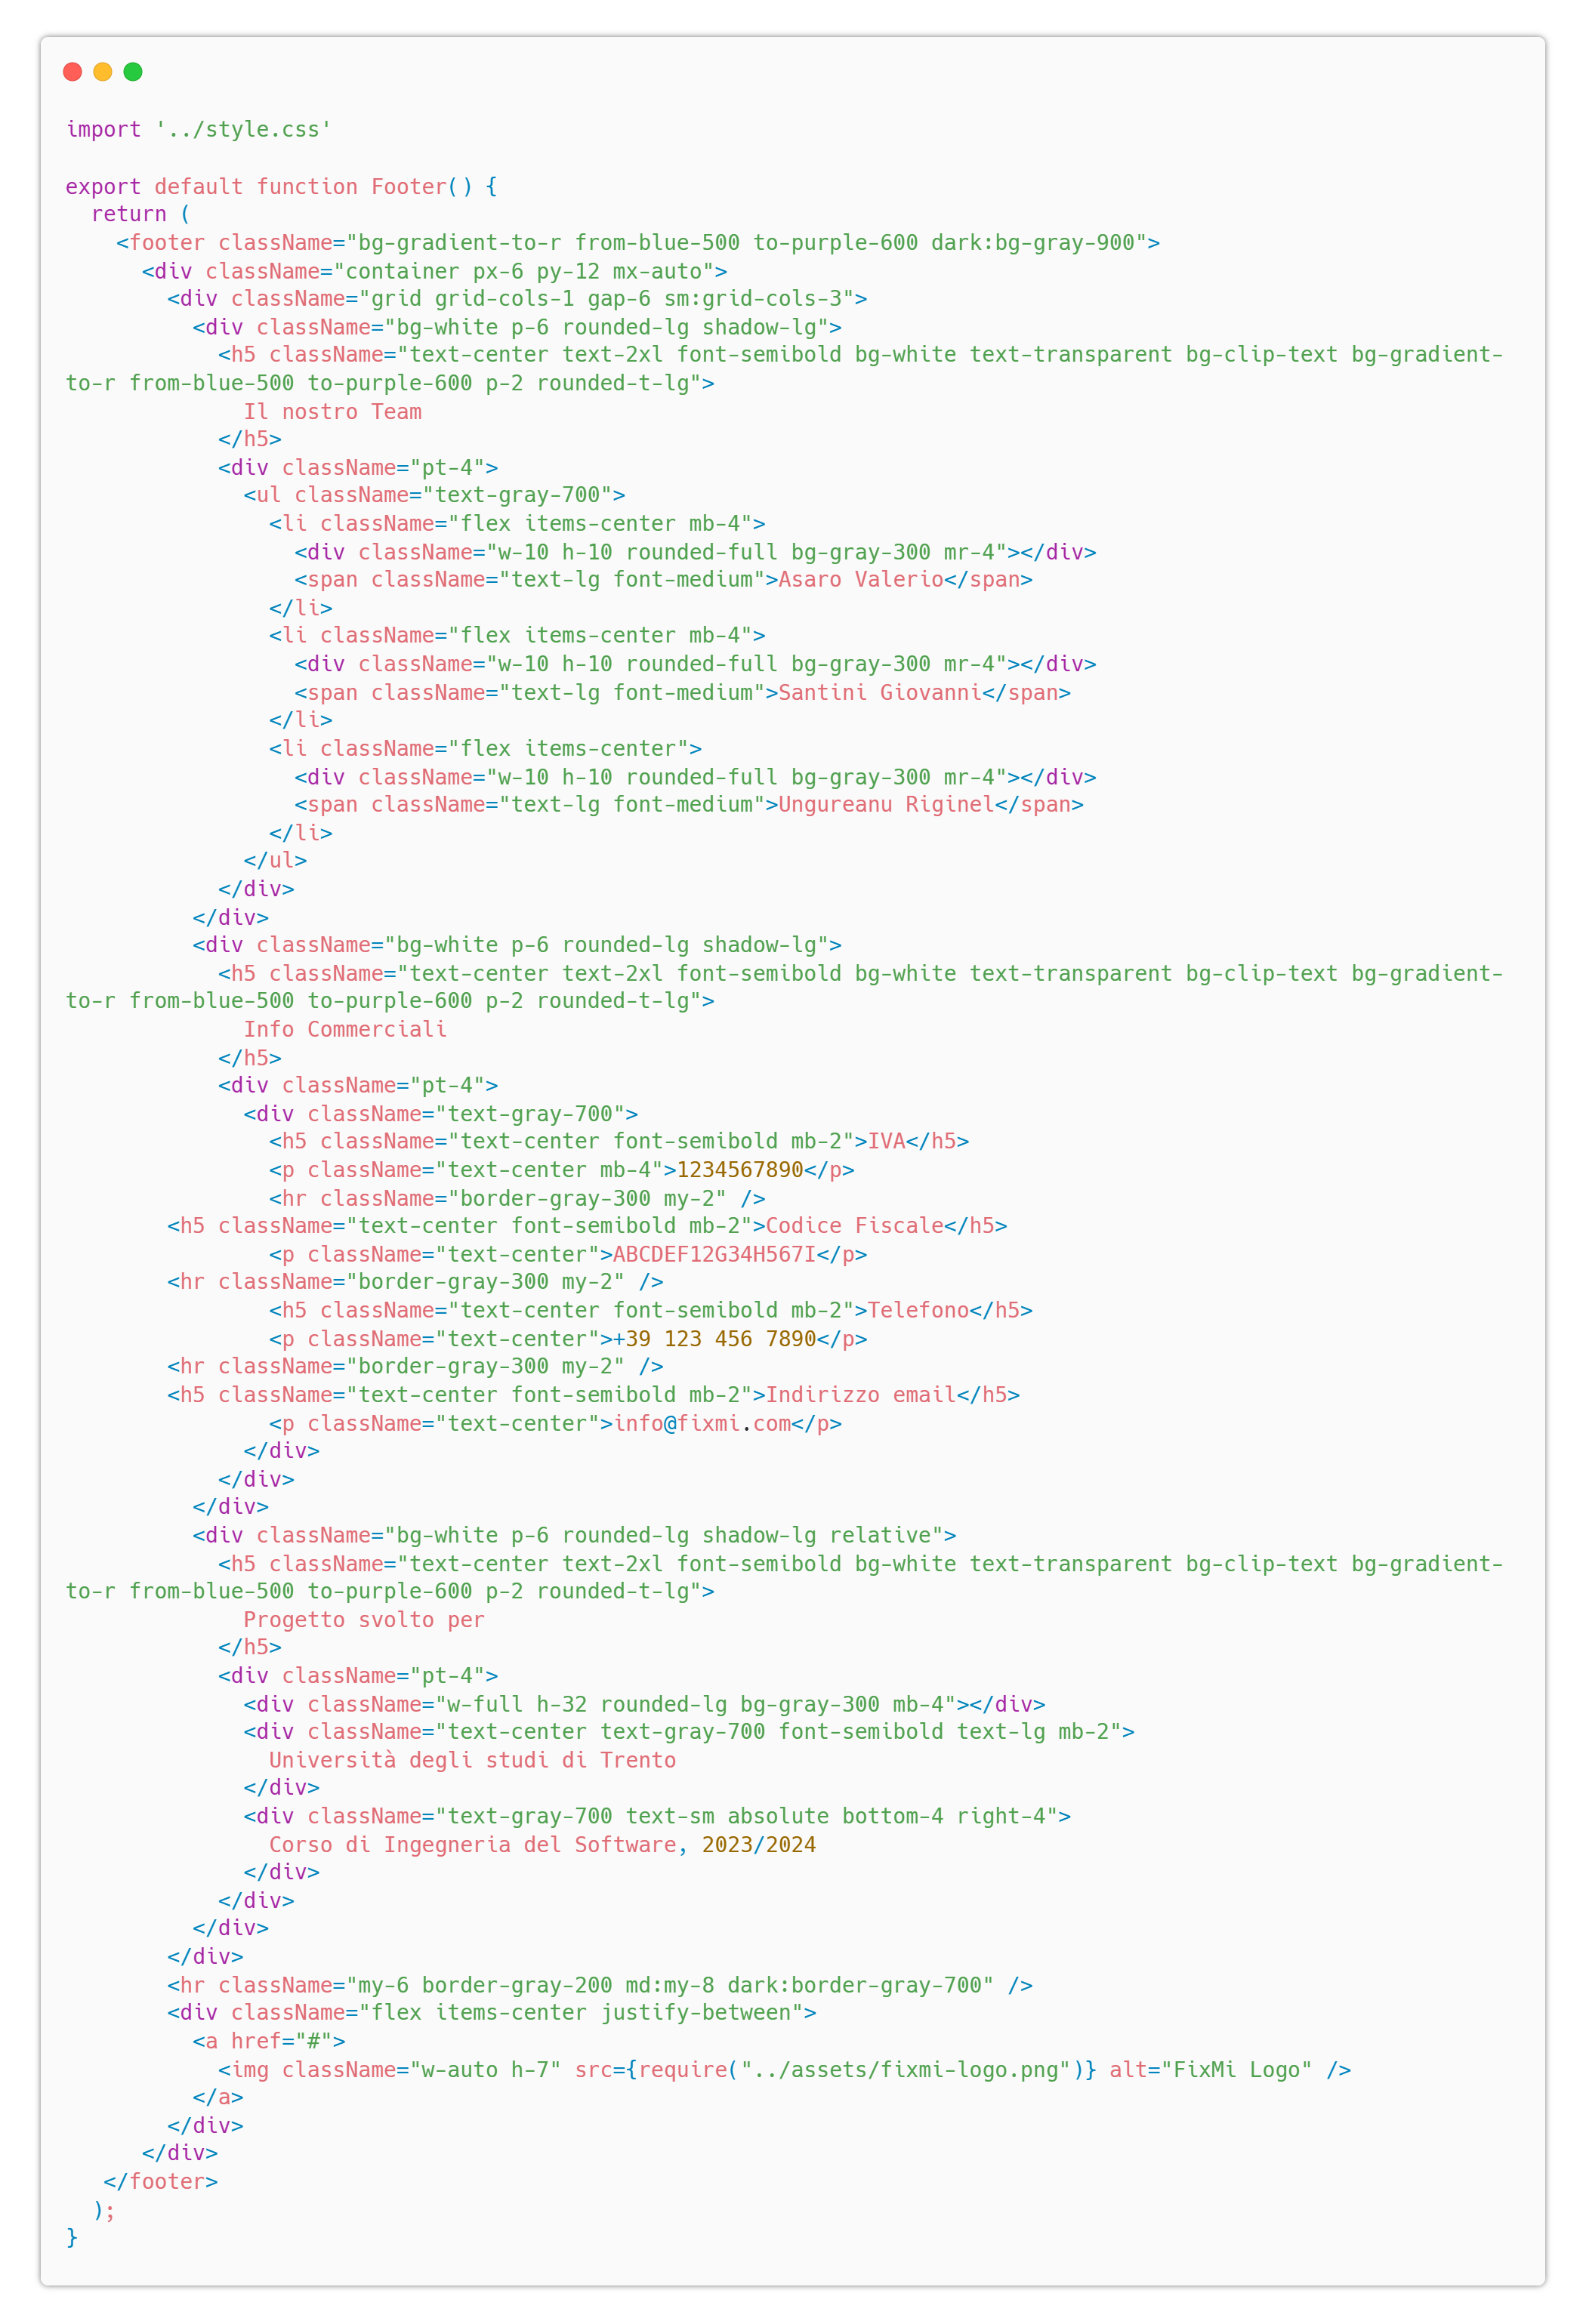 import '../style.css'
export default function Footer() {
  return (
    <footer className="bg-gradient-to-r from-blue-500 to-purple-600 dark:bg-gray-900">
      <div className="container px-6 py-12 mx-auto">
        <div className="grid grid-cols-1 gap-6 sm:grid-cols-3">
          <div className="bg-white p-6 rounded-lg shadow-lg">
            <h5 className="text-center text-2xl font-semibold bg-white text-transparent bg-clip-text bg-gradient-
to-r from-blue-500 to-purple-600 p-2 rounded-t-lg">
              Il nostro Team
            </h5>
            <div className="pt-4">
              <ul className="text-gray-700">
                <li className="flex items-center mb-4">
                  <div className="w-10 h-10 rounded-full bg-gray-300 mr-4"></div>
                  <span className="text-lg font-medium">Asaro Valerio</span>
                </li>
                <li className="flex items-center mb-4">
                  <div className="w-10 h-10 rounded-full bg-gray-300 mr-4"></div>
                  <span className="text-lg font-medium">Santini Giovanni</span>
                </li>
                <li className="flex items-center">
                  <div className="w-10 h-10 rounded-full bg-gray-300 mr-4"></div>
                  <span className="text-lg font-medium">Ungureanu Riginel</span>
                </li>
              </ul>
            </div>
          </div>
          <div className="bg-white p-6 rounded-lg shadow-lg">
            <h5 className="text-center text-2xl font-semibold bg-white text-transparent bg-clip-text bg-gradient-
to-r from-blue-500 to-purple-600 p-2 rounded-t-lg">
              Info Commerciali
            </h5>
            <div className="pt-4">
              <div className="text-gray-700">
                <h5 className="text-center font-semibold mb-2">IVA</h5>
                <p className="text-center mb-4">1234567890</p>
                <hr className="border-gray-300 my-2" />
        <h5 className="text-center font-semibold mb-2">Codice Fiscale</h5>
                <p className="text-center">ABCDEF12G34H567I</p>
        <hr className="border-gray-300 my-2" />
                <h5 className="text-center font-semibold mb-2">Telefono</h5>
                <p className="text-center">+39 123 456 7890</p>
        <hr className="border-gray-300 my-2" />
        <h5 className="text-center font-semibold mb-2">Indirizzo email</h5>
                <p className="text-center">info@fixmi.com</p>
              </div>
            </div>
          </div>
          <div className="bg-white p-6 rounded-lg shadow-lg relative">
            <h5 className="text-center text-2xl font-semibold bg-white text-transparent bg-clip-text bg-gradient-
to-r from-blue-500 to-purple-600 p-2 rounded-t-lg">
              Progetto svolto per
            </h5>
            <div className="pt-4">
              <div className="w-full h-32 rounded-lg bg-gray-300 mb-4"></div>
              <div className="text-center text-gray-700 font-semibold text-lg mb-2">
                Università degli studi di Trento
              </div>
              <div className="text-gray-700 text-sm absolute bottom-4 right-4">
                Corso di Ingegneria del Software, 2023/2024
              </div>
            </div>
          </div>
        </div>
        <hr className="my-6 border-gray-200 md:my-8 dark:border-gray-700" />
        <div className="flex items-center justify-between">
          <a href="#">
            <img className="w-auto h-7" src={require("../assets/fixmi-logo.png")} alt="FixMi Logo" />
          </a>
        </div>
      </div>
   </footer>
  );
}